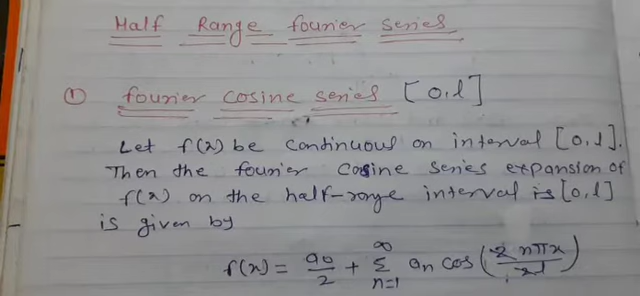 Half Range fourier series
① fourier cosine series [0,l]
Let f(x) be continuous on interval [0,l].
Then the fourier cosine series expansion of
f(x) on the half-range interval is [0,l]
is given by
f(x) = a0/2 + ∞∑n=1 an cos (2nπx/2l)